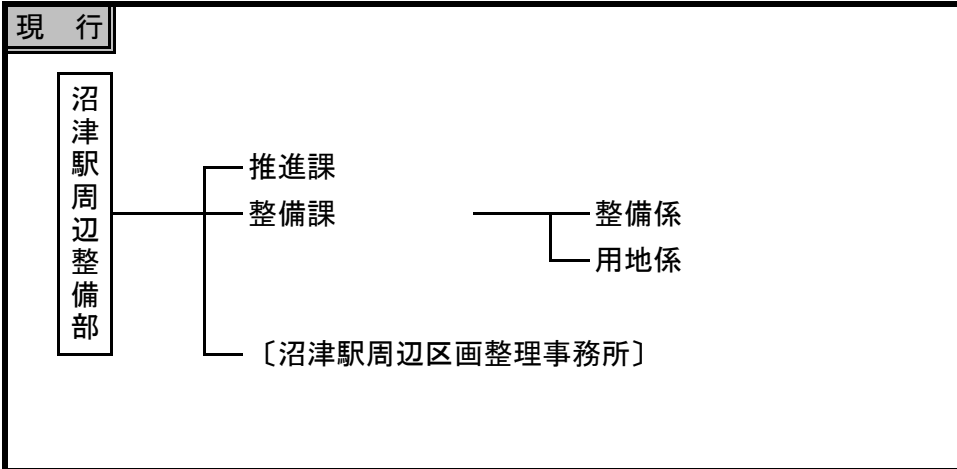 現　行
沼津駅周辺整備部
推進課
整備課
整備係
用地係
〔沼津駅周辺区画整理事務所〕